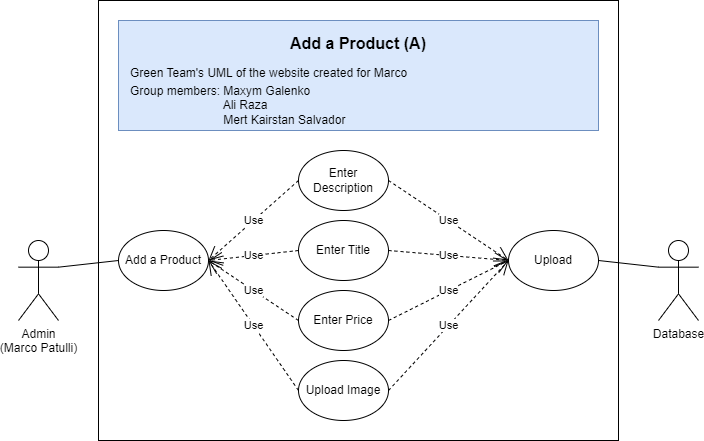 Add a Product (A)
Green Team's UML of the website created for Marco
Group members: Maxym Galenko
Ali Raza
Mert Kairstan Salvador
Enter
Description
Use
Use
Add a Product
Use
Enter Title
Use
Upload
Use
Enter Price
Use
Use
Use
Upload Image
Admin
(Marco Patulli)
Database